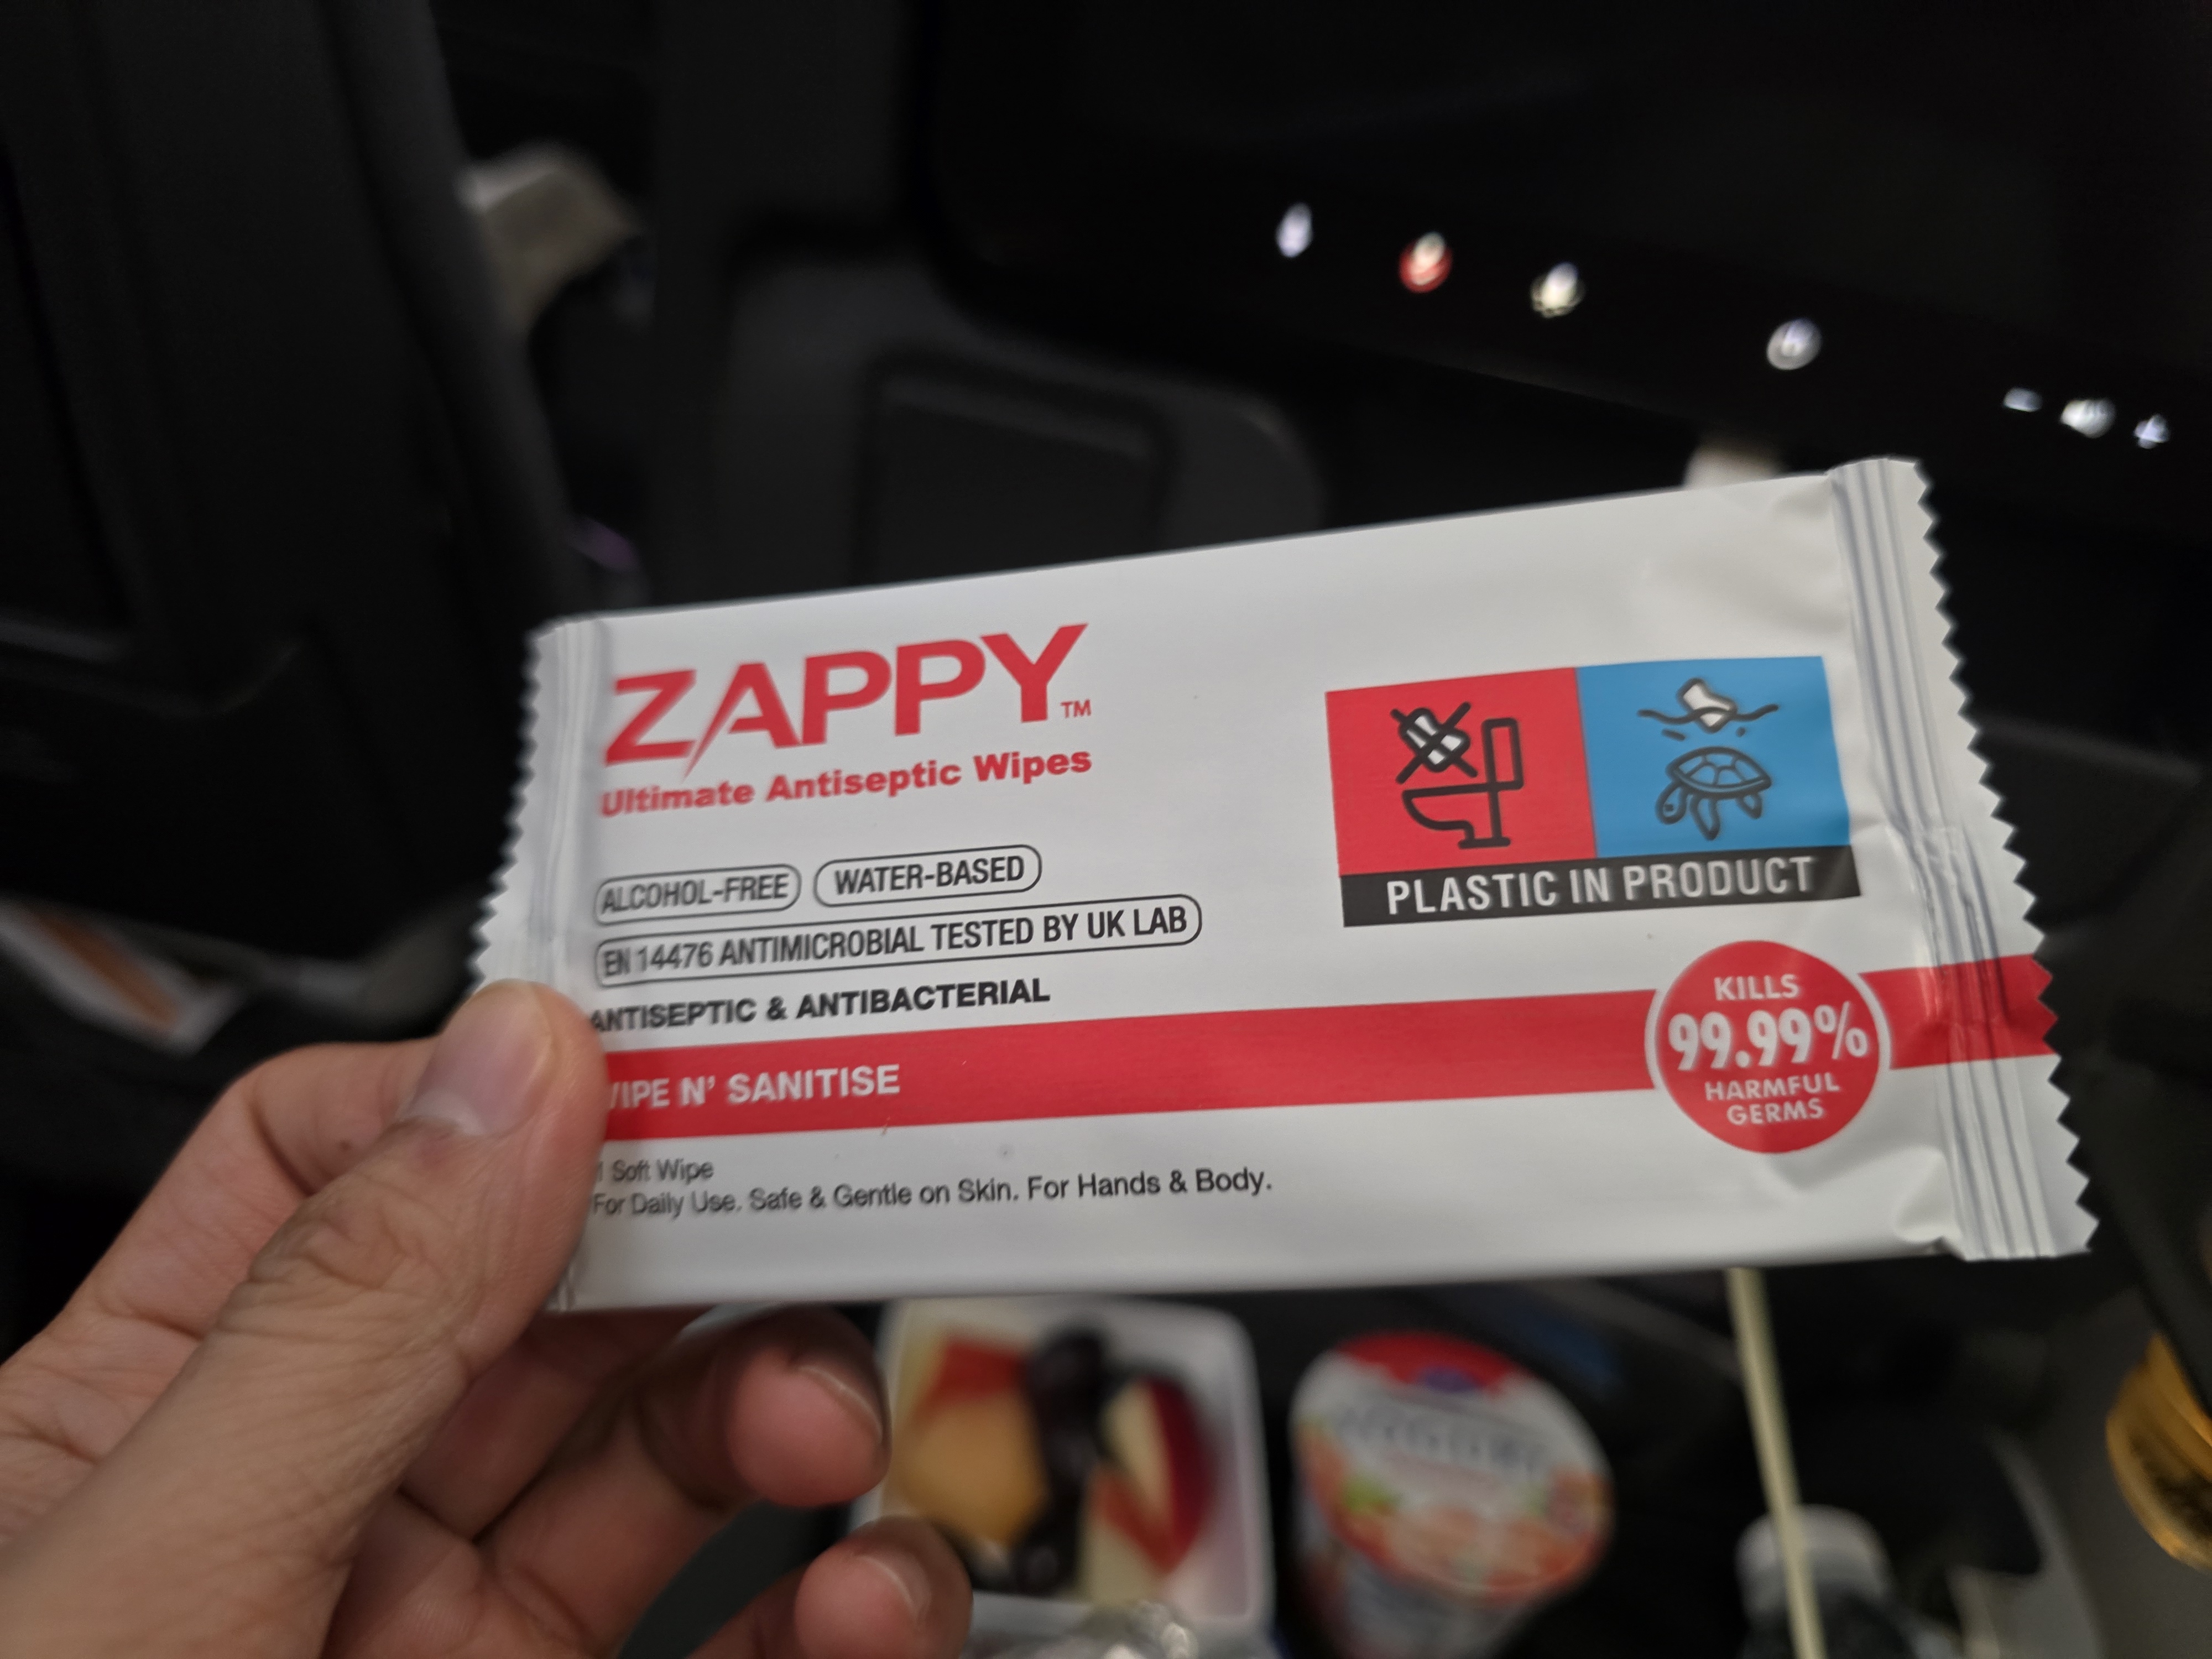 ZAPPY™
Ultimate Antiseptic Wipes
ALCOHOL-FREE WATER-BASED
EN 14476 ANTIMICROBIAL TESTED BY UK LAB
ANTISEPTIC & ANTIBACTERIAL
WIPE N' SANITISE
1 Soft Wipe
For Daily Use. Safe & Gentle on Skin. For Hands & Body.
PLASTIC IN PRODUCT
KILLS
99.99%
HARMFUL
GERMS